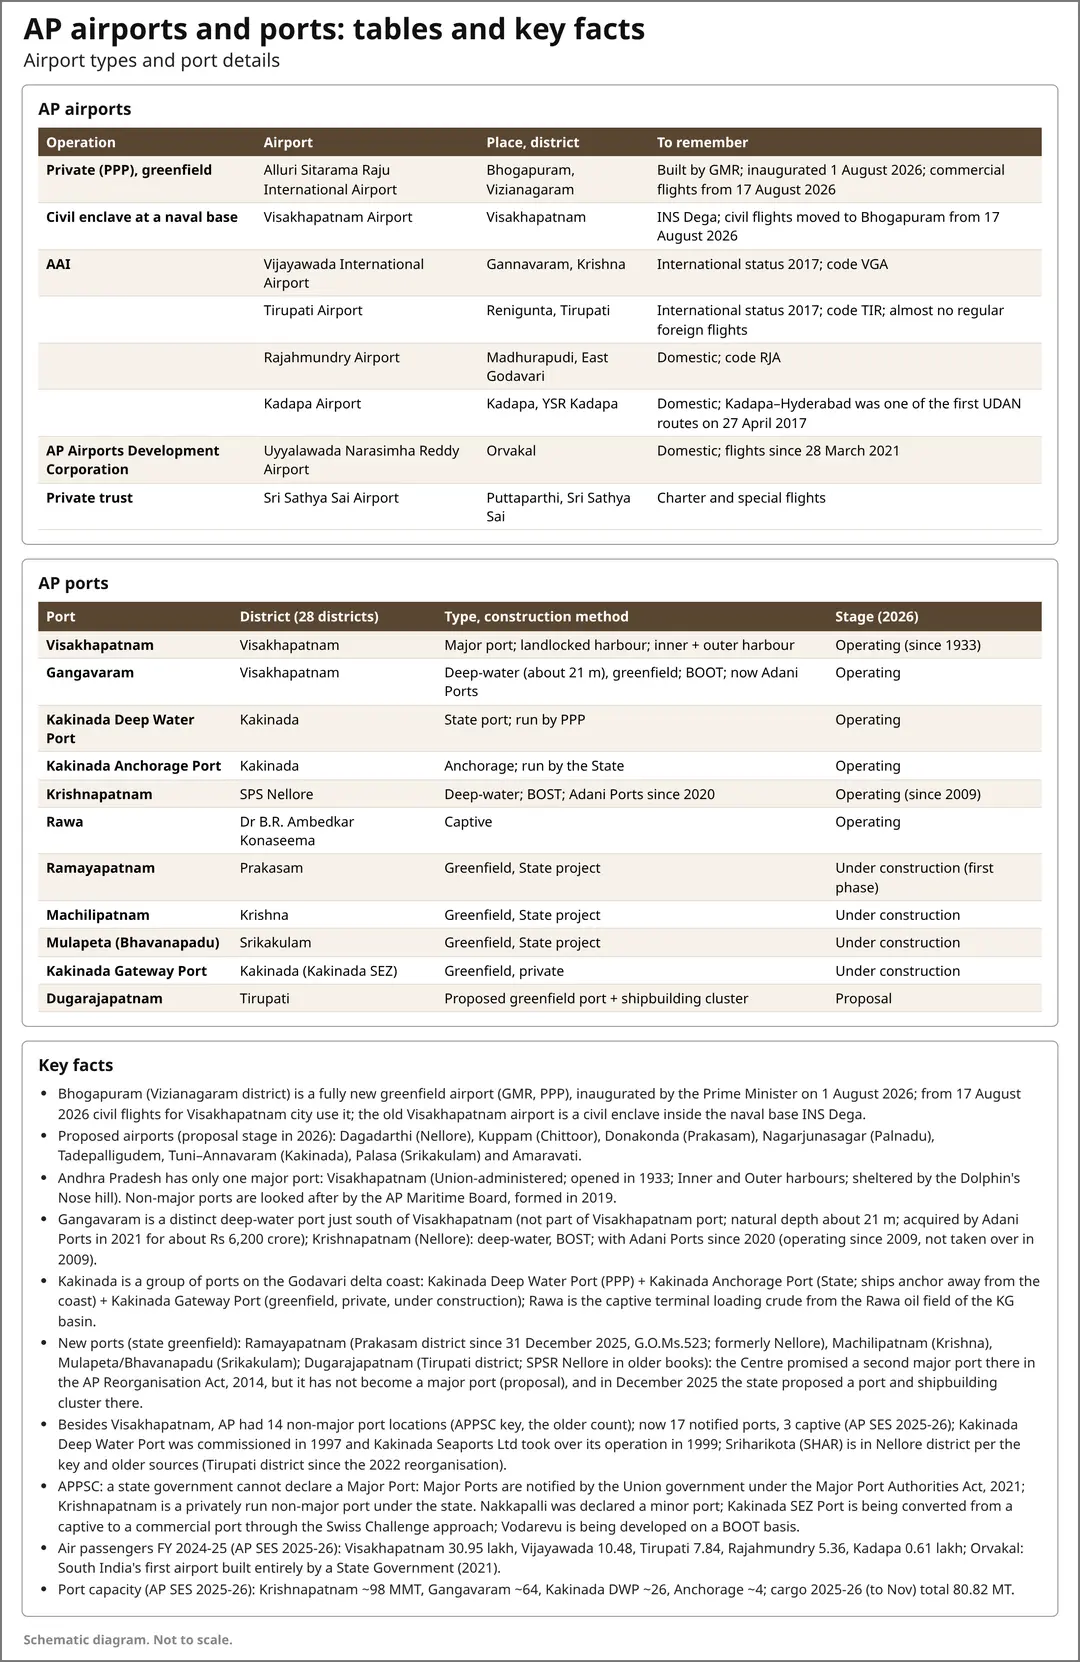 AP airports and ports: tables and key facts
Airport types and port details
AP airports
Operation Airport Place, district To remember
Private (PPP), greenfield Alluri Sitarama Raju Bhogapuram, Built by GMR; inaugurated 1 August 2026; commercial
International Airport Vizianagaram flights from 17 August 2026
Civil enclave at a naval base Visakhapatnam Airport Visakhapatnam INS Dega; civil flights moved to Bhogapuram from 17
August 2026
AAI Vijayawada International Gannavaram, Krishna International status 2017; code VGA
Airport
Tirupati Airport Renigunta, Tirupati International status 2017; code TIR; almost no regular
foreign flights
Rajahmundry Airport Madhurapudi, East Domestic; code RJA
Godavari
Kadapa Airport Kadapa, YSR Kadapa Domestic; Kadapa–Hyderabad was one of the first UDAN
routes on 27 April 2017
AP Airports Development Uyyalawada Narasimha Reddy Orvakal Domestic; flights since 28 March 2021
Corporation Airport
Private trust Sri Sathya Sai Airport Puttaparthi, Sri Sathya Charter and special flights
Sai
AP ports
Port District (28 districts) Type, construction method Stage (2026)
Visakhapatnam Visakhapatnam Major port; landlocked harbour; inner + outer harbour Operating (since 1933)
Gangavaram Visakhapatnam Deep-water (about 21 m), greenfield; BOOT; now Adani Operating
Ports
Kakinada Deep Water Kakinada State port; run by PPP Operating
Port
Kakinada Anchorage Port Kakinada Anchorage; run by the State Operating
Krishnapatnam SPS Nellore Deep-water; BOST; Adani Ports since 2020 Operating (since 2009)
Rawa Dr B.R. Ambedkar Captive Operating
Konaseema
Ramayapatnam Prakasam Greenfield, State project Under construction (first
phase)
Machilipatnam Krishna Greenfield, State project Under construction
Mulapeta (Bhavanapadu) Srikakulam Greenfield, State project Under construction
Kakinada Gateway Port Kakinada (Kakinada SEZ) Greenfield, private Under construction
Dugarajapatnam Tirupati Proposed greenfield port + shipbuilding cluster Proposal
Key facts
• Bhogapuram (Vizianagaram district) is a fully new greenfield airport (GMR, PPP), inaugurated by the Prime Minister on 1 August 2026; from 17 August
2026 civil flights for Visakhapatnam city use it; the old Visakhapatnam airport is a civil enclave inside the naval base INS Dega.
• Proposed airports (proposal stage in 2026): Dagadarthi (Nellore), Kuppam (Chittoor), Donakonda (Prakasam), Nagarjunasagar (Palnadu),
Tadepalligudem, Tuni–Annavaram (Kakinada), Palasa (Srikakulam) and Amaravati.
• Andhra Pradesh has only one major port: Visakhapatnam (Union-administered; opened in 1933; Inner and Outer harbours; sheltered by the Dolphin's
Nose hill). Non-major ports are looked after by the AP Maritime Board, formed in 2019.
• Gangavaram is a distinct deep-water port just south of Visakhapatnam (not part of Visakhapatnam port; natural depth about 21 m; acquired by Adani
Ports in 2021 for about Rs 6,200 crore); Krishnapatnam (Nellore): deep-water, BOST; with Adani Ports since 2020 (operating since 2009, not taken over in
2009).
• Kakinada is a group of ports on the Godavari delta coast: Kakinada Deep Water Port (PPP) + Kakinada Anchorage Port (State; ships anchor away from the
coast) + Kakinada Gateway Port (greenfield, private, under construction); Rawa is the captive terminal loading crude from the Rawa oil field of the KG
basin.
• New ports (state greenfield): Ramayapatnam (Prakasam district since 31 December 2025, G.O.Ms.523; formerly Nellore), Machilipatnam (Krishna),
Mulapeta/Bhavanapadu (Srikakulam); Dugarajapatnam (Tirupati district; SPSR Nellore in older books): the Centre promised a second major port there in
the AP Reorganisation Act, 2014, but it has not become a major port (proposal), and in December 2025 the state proposed a port and shipbuilding
cluster there.
• Besides Visakhapatnam, AP had 14 non-major port locations (APPSC key, the older count); now 17 notified ports, 3 captive (AP SES 2025-26); Kakinada
Deep Water Port was commissioned in 1997 and Kakinada Seaports Ltd took over its operation in 1999; Sriharikota (SHAR) is in Nellore district per the
key and older sources (Tirupati district since the 2022 reorganisation).
• APPSC: a state government cannot declare a Major Port: Major Ports are notified by the Union government under the Major Port Authorities Act, 2021;
Krishnapatnam is a privately run non-major port under the state. Nakkapalli was declared a minor port; Kakinada SEZ Port is being converted from a
captive to a commercial port through the Swiss Challenge approach; Vodarevu is being developed on a BOOT basis.
• Air passengers FY 2024-25 (AP SES 2025-26): Visakhapatnam 30.95 lakh, Vijayawada 10.48, Tirupati 7.84, Rajahmundry 5.36, Kadapa 0.61 lakh; Orvakal:
South India's first airport built entirely by a State Government (2021).
• Port capacity (AP SES 2025-26): Krishnapatnam ~98 MMT, Gangavaram ~64, Kakinada DWP ~26, Anchorage ~4; cargo 2025-26 (to Nov) total 80.82 MT.
Schematic diagram. Not to scale.